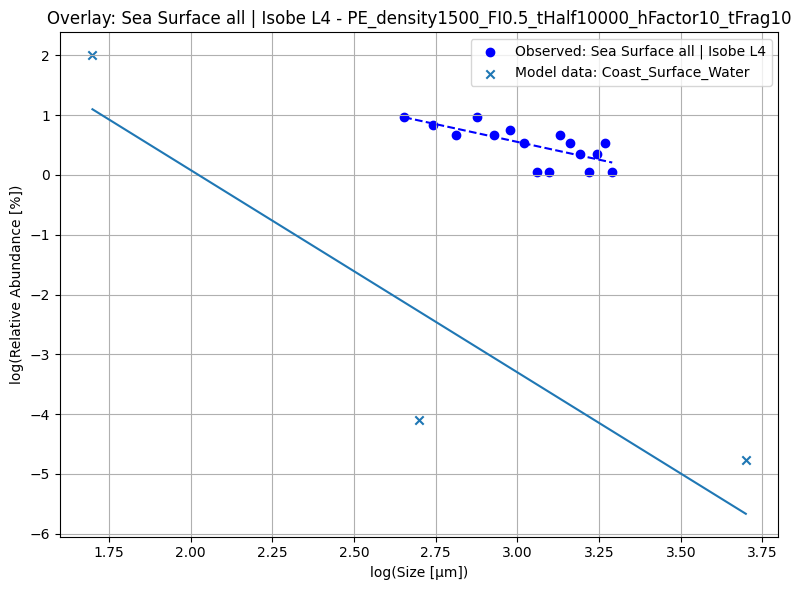 Overlay: Sea Surface all | Isobe L4 - PE_density1500_FI0.5_tHalf10000_hFactor10_tFrag10
Observed: Sea Surface all | Isobe L4
Model data: Coast_Surface_Water
2
1
0
−1
−2
−3
−4
−5
−6
log(Relative Abundance [%])
1.75 2.00 2.25 2.50 2.75 3.00 3.25 3.50 3.75
log(Size [μm])